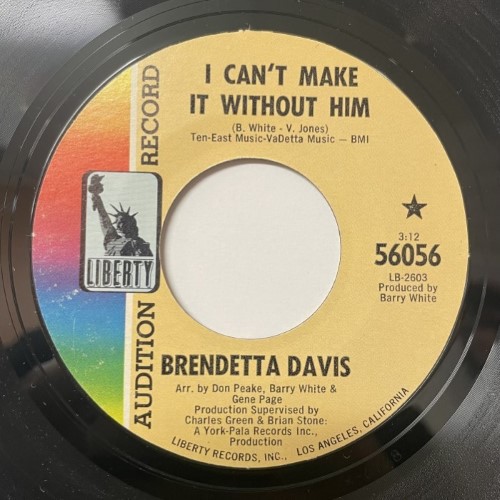 I CAN'T MAKE
IT WITHOUT HIM
(B. White - V. Jones)
Ten-East Music-VaDetta Music — BMI
AUDITION RECORD
LIBERTY
3:12
56056
LB-2603
Produced by
Barry White
BRENDETTA DAVIS
Arr. by Don Peake, Barry White &
Gene Page
Production Supervised by
Charles Green & Brian Stone:
A York-Pala Records Inc.,
Production
LIBERTY RECORDS, INC., LOS ANGELES, CALIFORNIA